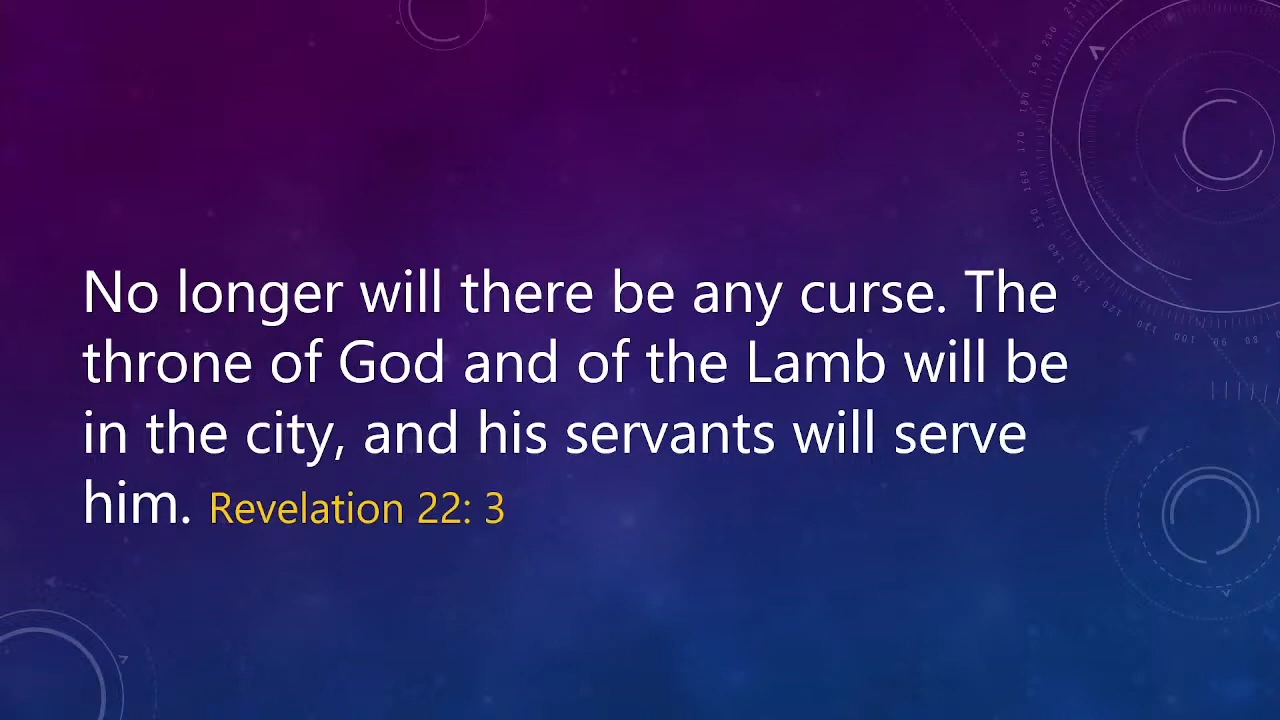 No longer will there be any curse. The
throne of God and of the Lamb will be
in the city, and his servants will serve
him. Revelation 22: 3